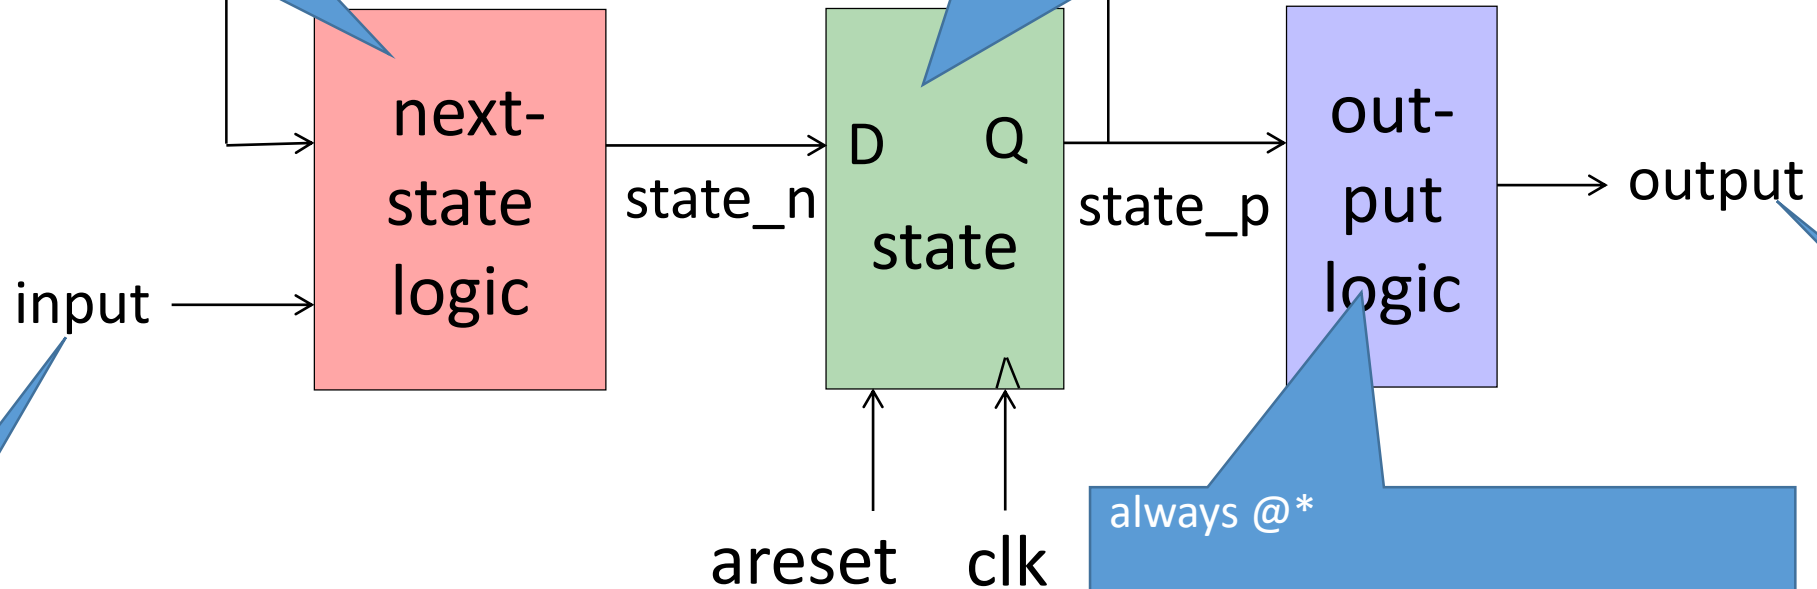 input
next-
state
logic
state_n
D Q
state
areset
clk
state_p
out-
put
logic
output
always @*